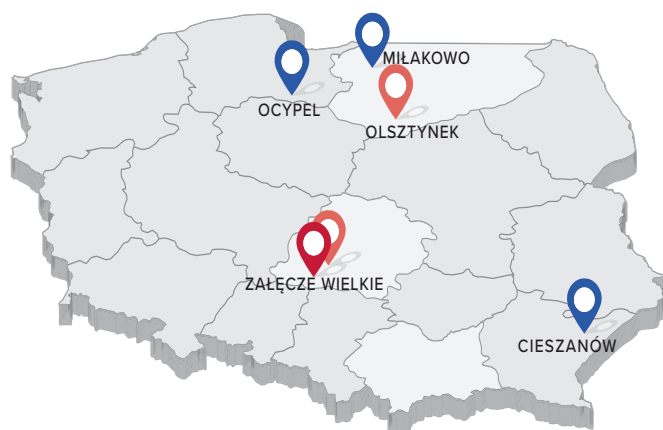 MIŁAKOWO
OCYPEL
OLSZTYNEK
ZAŁĘCZE WIELKIE
CIESZANÓW